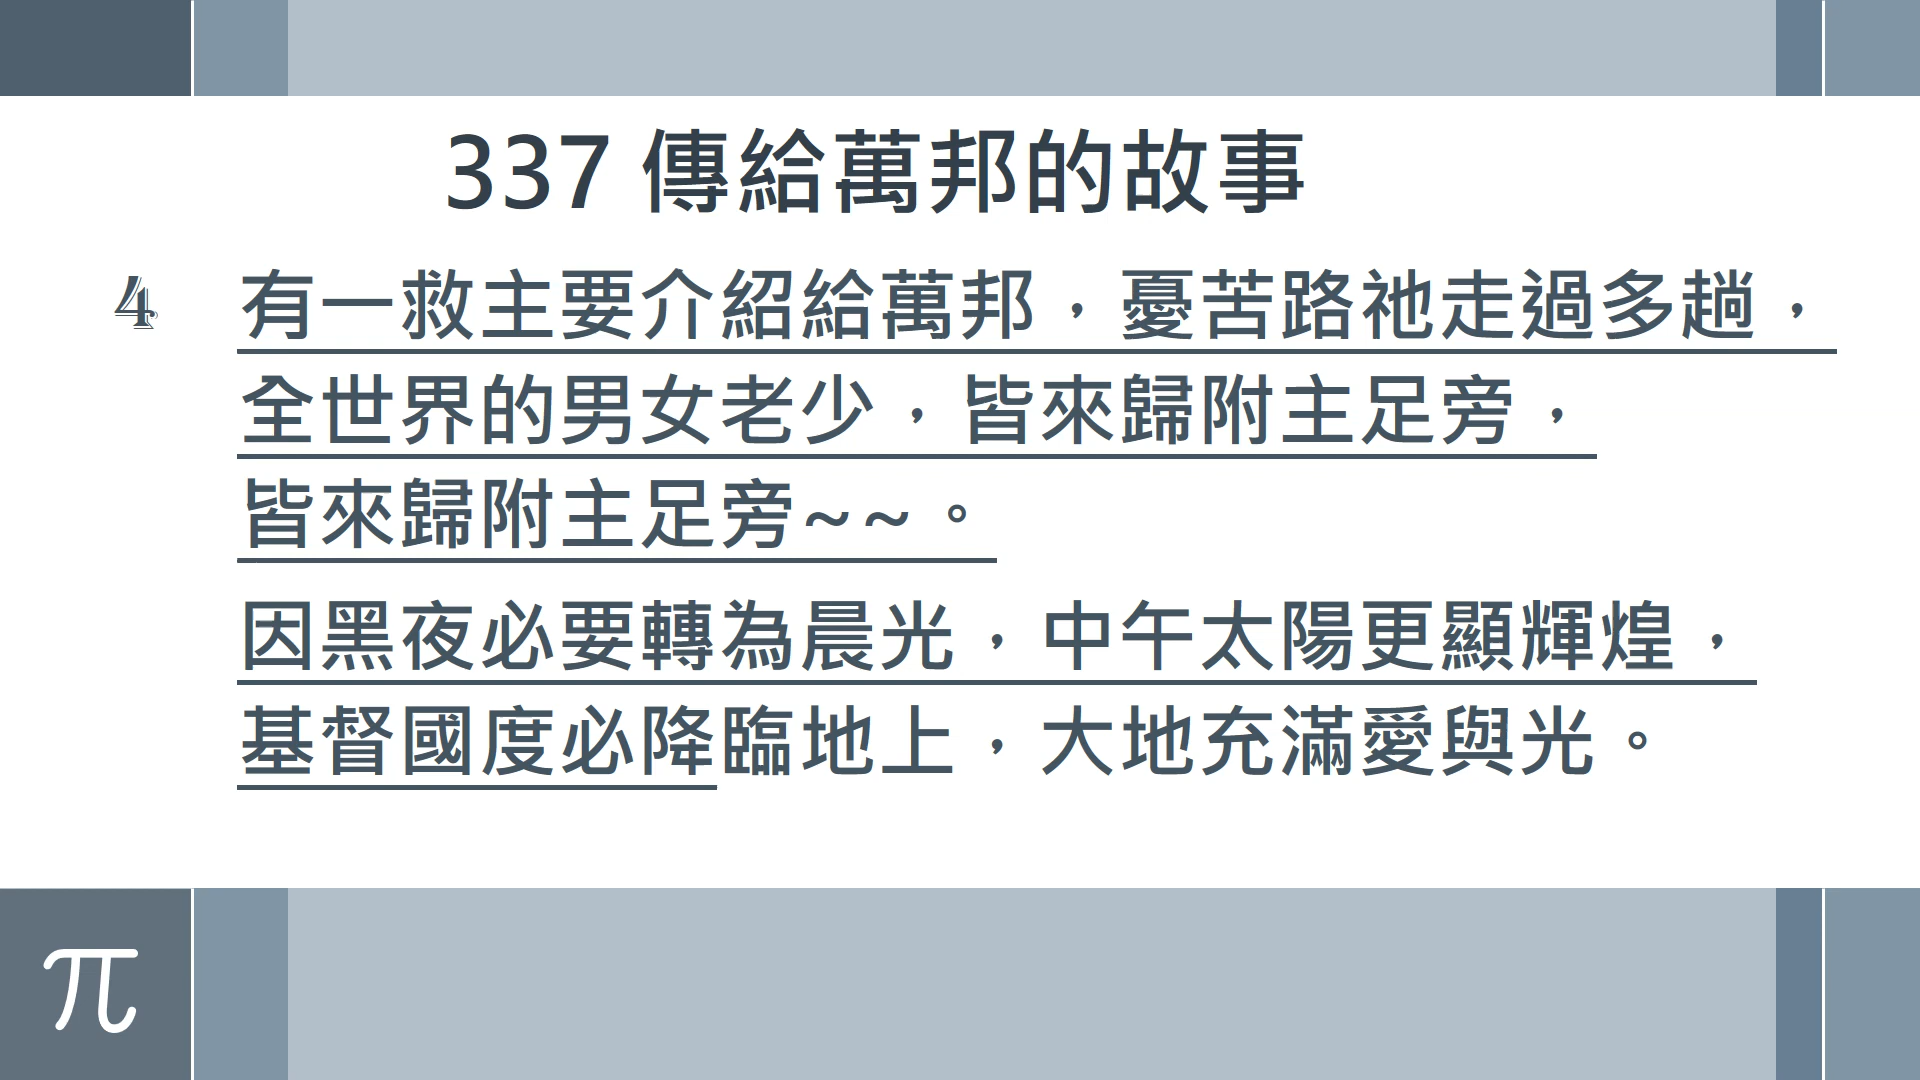 337 傳給萬邦的故事
4 有一救主要介紹給萬邦，憂苦路祂走過多趟，
全世界的男女老少，皆來歸附主足旁，
皆來歸附主足旁~~。
因黑夜必要轉為晨光，中午太陽更顯輝煌，
基督國度必降臨地上，大地充滿愛與光。
π